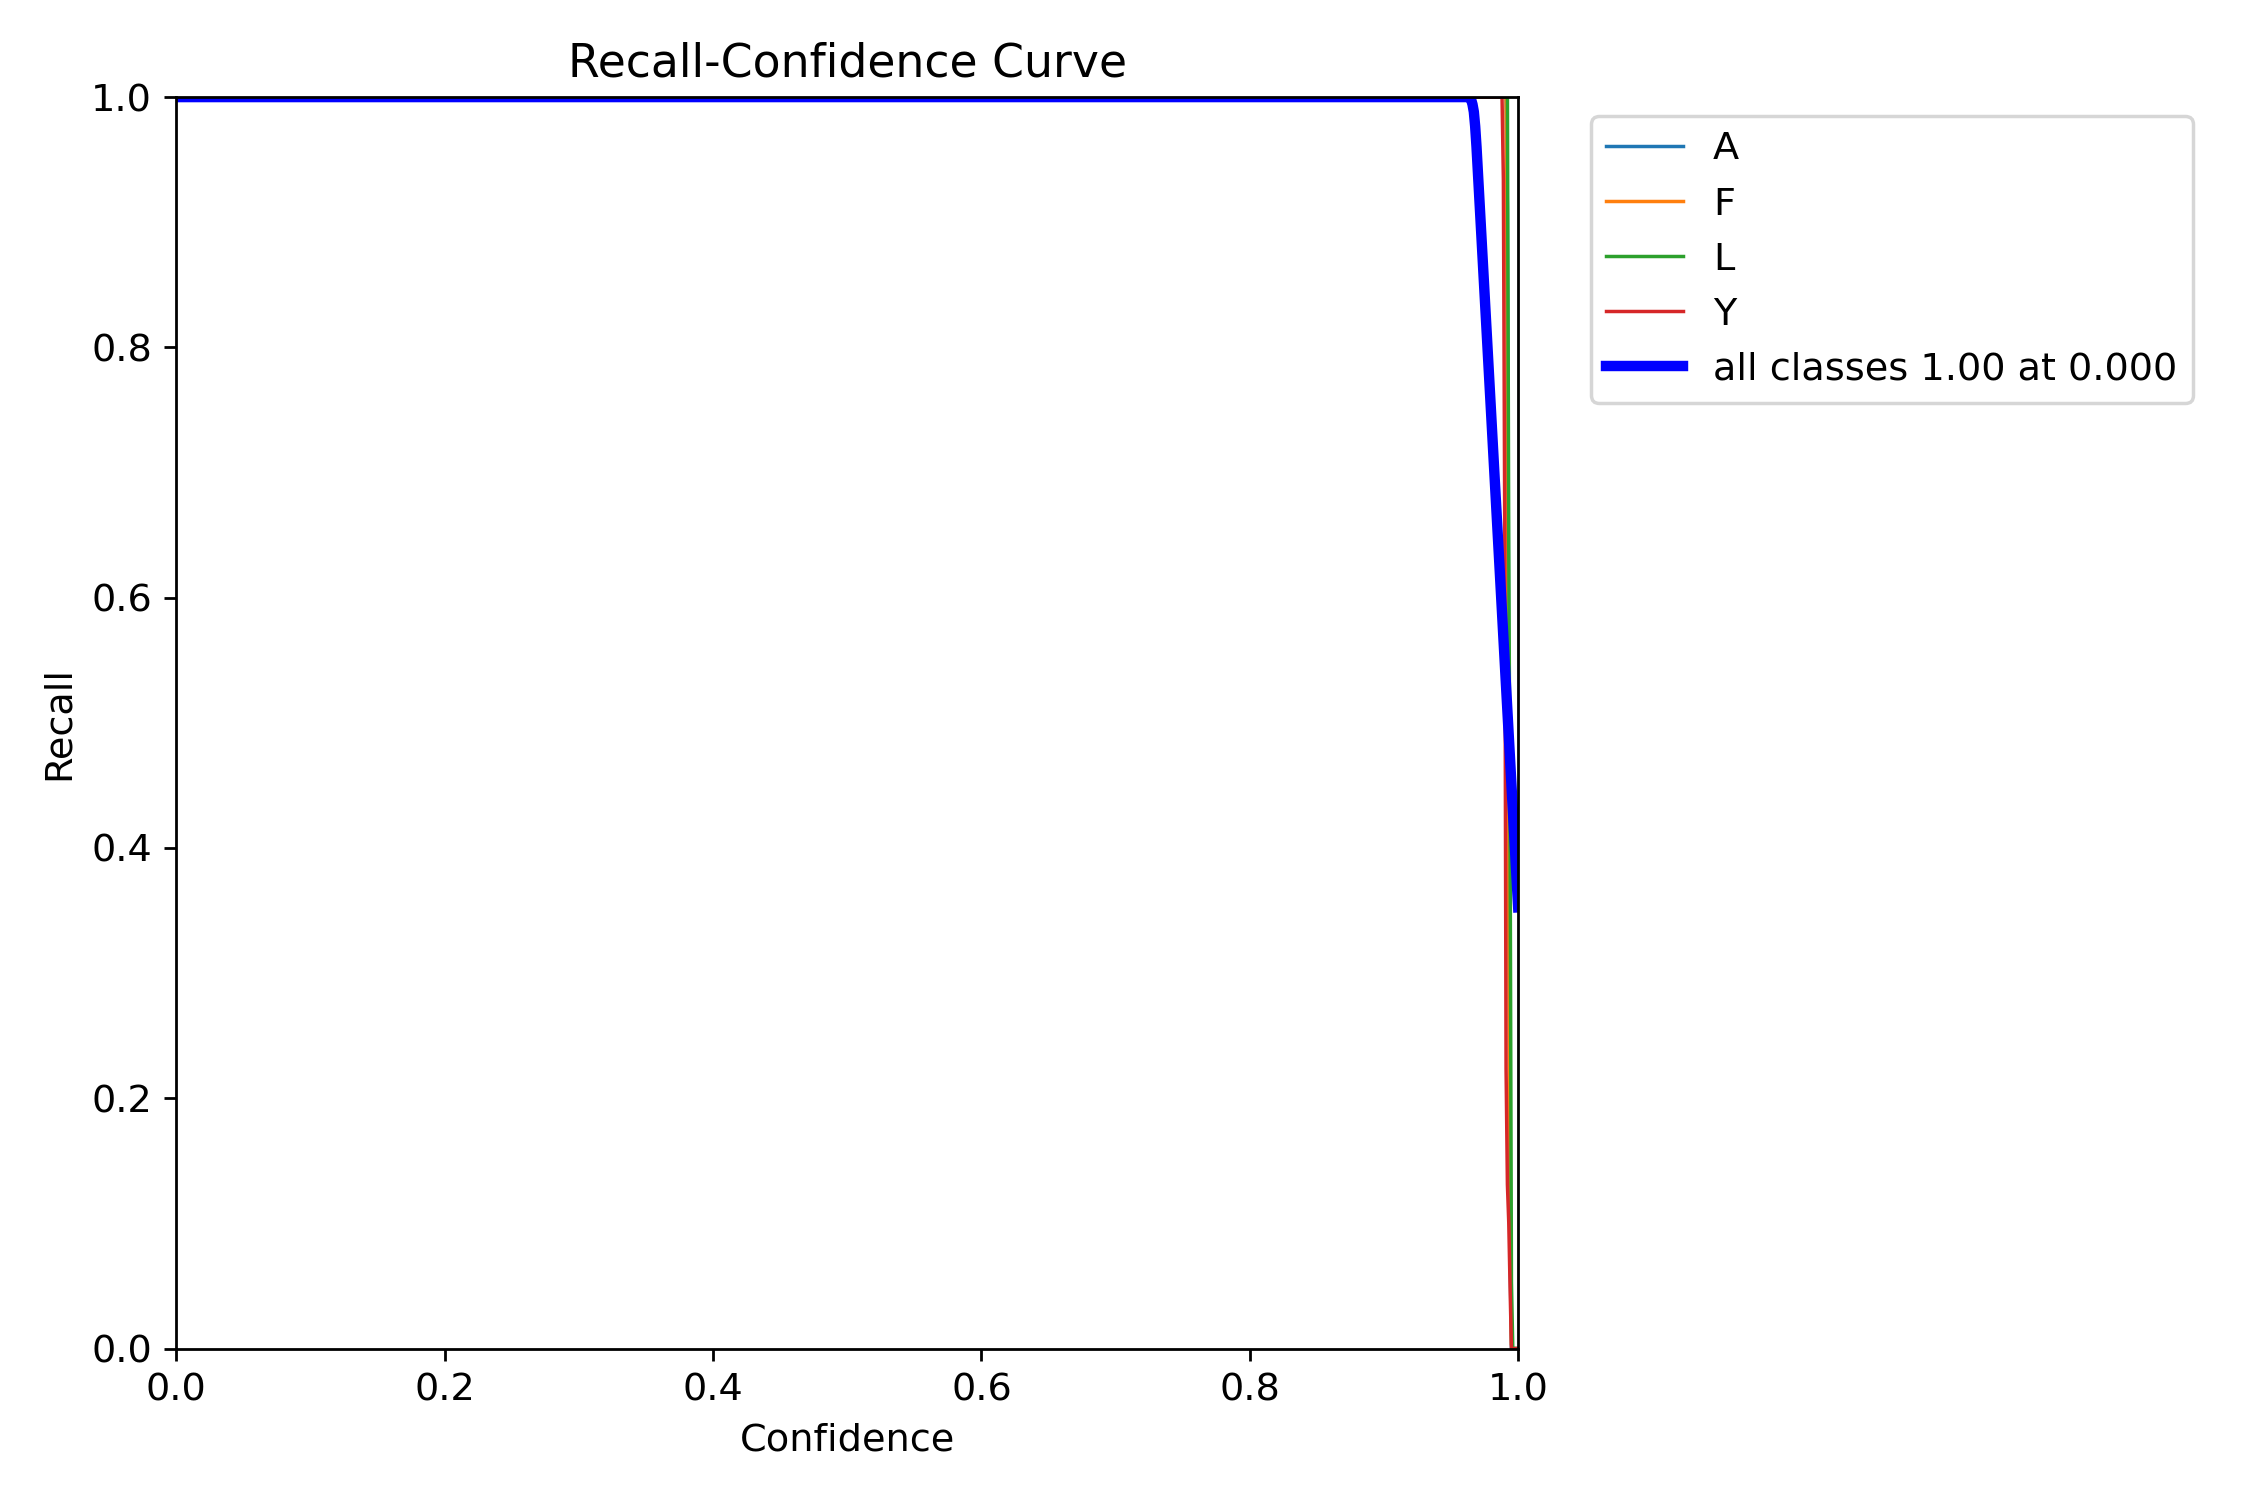 Recall-Confidence Curve
1.0
0.8
0.6
0.4
0.2
0.0
Recall
0.0 0.2 0.4 0.6 0.8 1.0
Confidence
A
F
L
Y
all classes 1.00 at 0.000